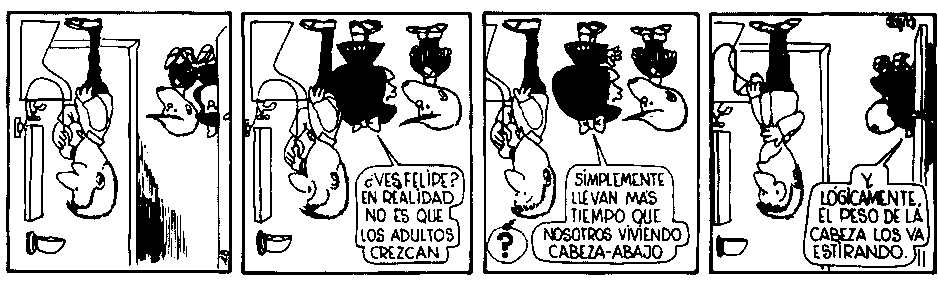 ¿VES, FELIPE?
EN REALIDAD
NO ES QUE
LOS ADULTOS
CREZCAN
SIMPLEMENTE
LLEVAN MÁS
TIEMPO QUE
NOSOTROS VIVIENDO
CABEZA-ABAJO
?
Y
LÓGICAMENTE,
EL PESO DE LA
CABEZA LOS VA
ESTIRANDO.